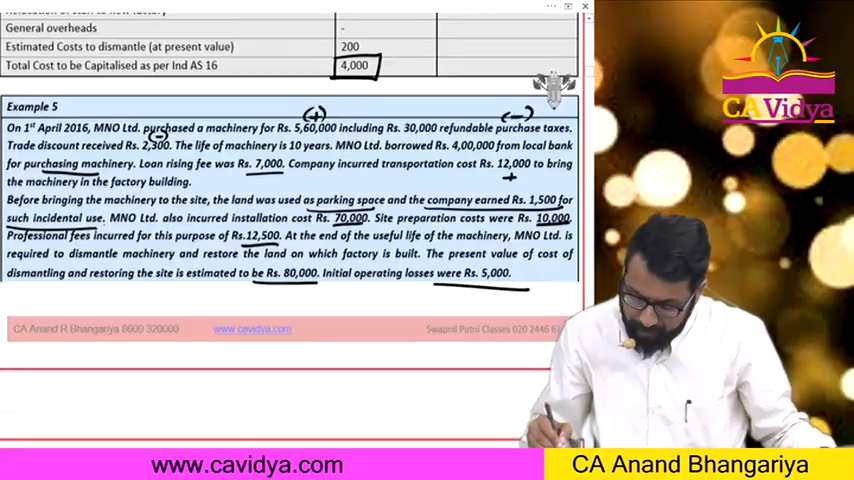 General overheads -
Estimated Costs to dismantle (at present value) 200
Total Cost to be Capitalised as per Ind AS 16 4,000
Example 5
(+) (-)
On 1st April 2016, MNO Ltd. purchased a machinery for Rs. 5,60,000 including Rs. 30,000 refundable purchase taxes.
(-)
Trade discount received Rs. 2,300. The life of machinery is 10 years. MNO Ltd. borrowed Rs. 4,00,000 from local bank
for purchasing machinery. Loan rising fee was Rs. 7,000. Company incurred transportation cost Rs. 12,000 to bring
+
the machinery in the factory building.
Before bringing the machinery to the site, the land was used as parking space and the company earned Rs. 1,500 for
such incidental use. MNO Ltd. also incurred installation cost Rs. 70,000. Site preparation costs were Rs. 10,000.
Professional fees incurred for this purpose of Rs.12,500. At the end of the useful life of the machinery, MNO Ltd. is
required to dismantle machinery and restore the land on which factory is built. The present value of cost of
dismantling and restoring the site is estimated to be Rs. 80,000. Initial operating losses were Rs. 5,000.
CA Anand R Bhangariya 8600 320000 www.cavidya.com Swapnil Patni Classes 020 2446
CA Vidya
www.cavidya.com
CA Anand Bhangariya